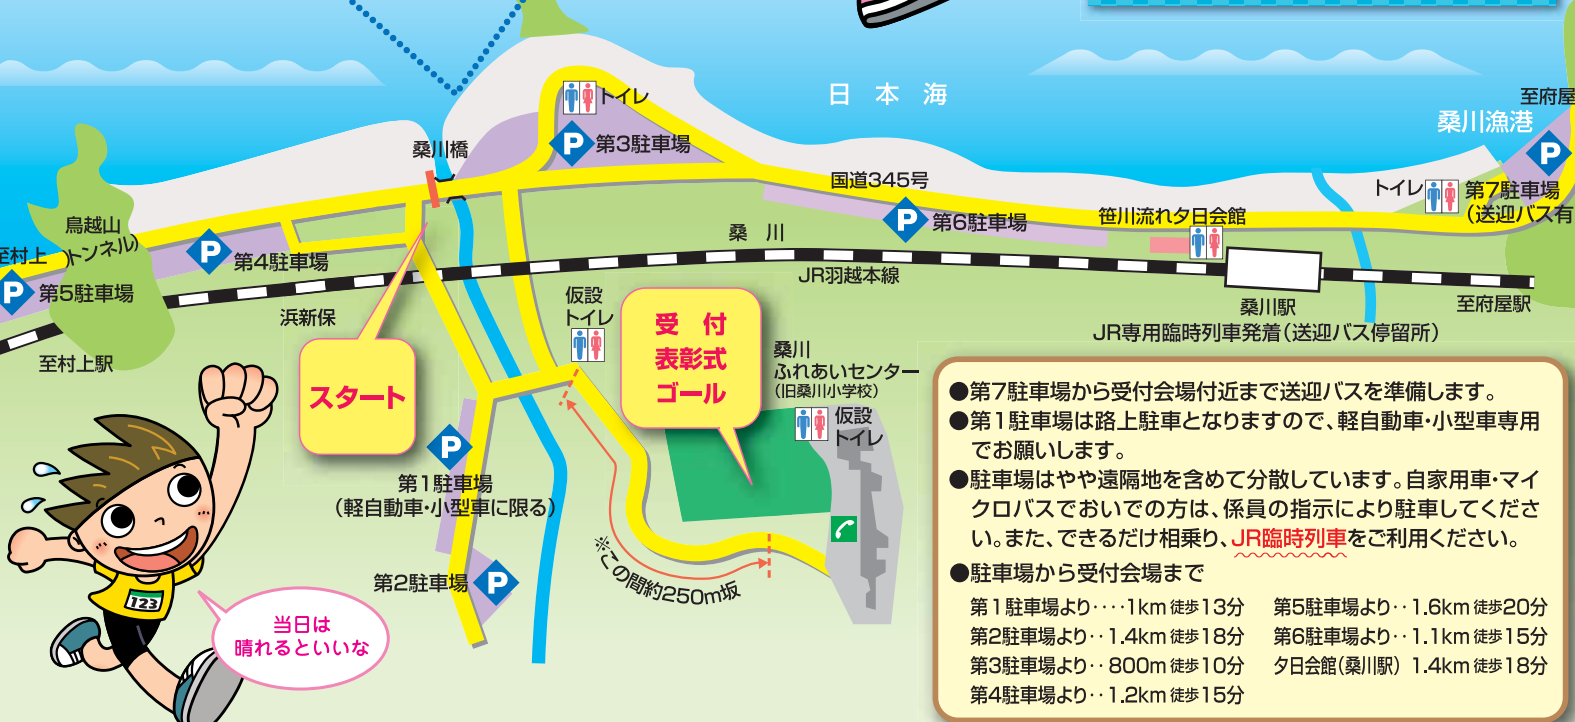 日本海
至府屋
桑川漁港
トイレ
P
第3駐車場
桑川橋
国道345号
トイレ
P
第7駐車場
(送迎バス有
鳥越山
トンネル
至村上
P
第4駐車場
P
第5駐車場
P
第6駐車場
笹川流れ夕日会館
桑川
JR羽越本線
浜新保
至村上駅
桑川駅
JR専用臨時列車発着(送迎バス停留所)
至府屋駅
スタート
仮設
トイレ
受付
表彰式
ゴール
桑川
ふれあいセンター
(旧桑川小学校)
仮設
トイレ
P
第1駐車場
(軽自動車・小型車に限る)
第2駐車場
P
※この間約250m坂
123
当日は
晴れるといいな
●第7駐車場から受付会場付近まで送迎バスを準備します。
●第1駐車場は路上駐車となりますので、軽自動車・小型車専用
でお願いします。
●駐車場はやや遠隔地を含めて分散しています。自家用車・マイ
クロバスでおいでの方は、係員の指示により駐車してくださ
い。また、できるだけ相乗り、JR臨時列車をご利用ください。
●駐車場から受付会場まで
第1駐車場より‥‥1km徒歩13分 第5駐車場より‥1.6km徒歩20分
第2駐車場より‥1.4km徒歩18分 第6駐車場より‥1.1km徒歩15分
第3駐車場より‥800m徒歩10分 夕日会館(桑川駅) 1.4km徒歩18分
第4駐車場より‥1.2km徒歩15分